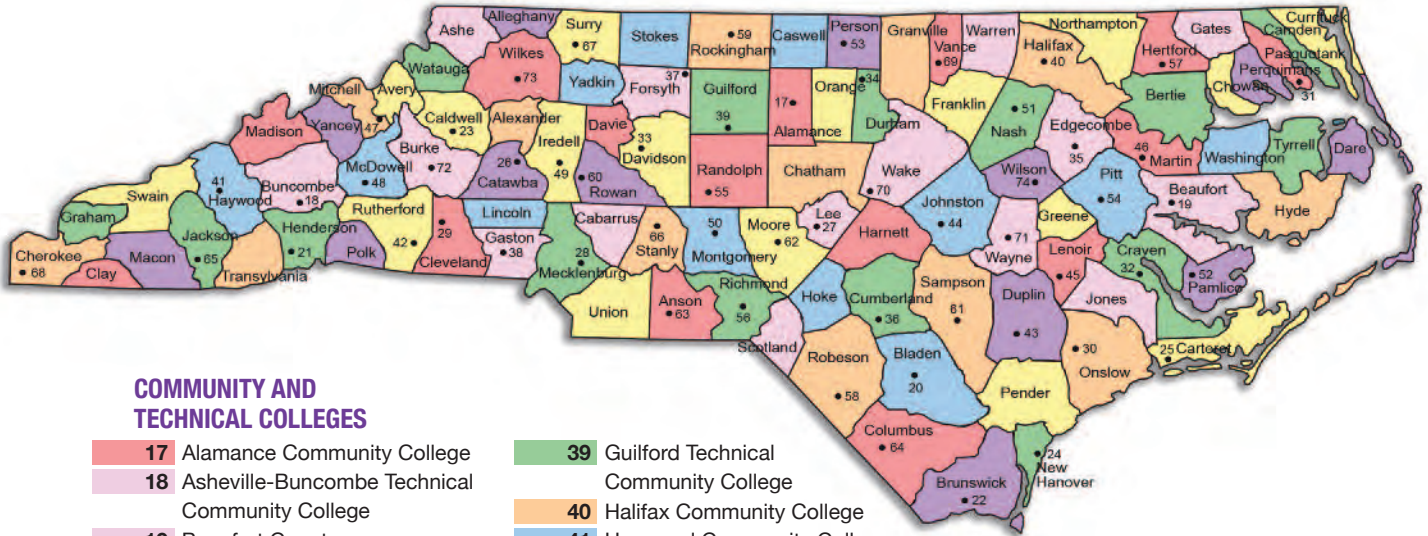 Ashe
Alleghany
Surry
67
Stokes
59
Rockingham
Caswell
Person
53
Granville
Vance
69
Warren
Northampton
Halifax
40
Hertford
57
Gates
Currituck
Camden
Pasquotank
Perquimans
31
Chowan
Bertie
Watauga
Wilkes
73
Yadkin
37
Forsyth
Guilford
39
17
Alamance
Orange
34
Durham
Franklin
51
Nash
Edgecombe
35
46
Martin
Washington
Tyrrell
Dare
Mitchell
Avery
47
Yancey
Madison
Caldwell
23
Alexander
Iredell
49
Davie
33
Davidson
Randolph
55
Chatham
Wake
70
Wilson
74
Pitt
54
Beaufort
19
Hyde
Burke
72
McDowell
48
26
Catawba
60
Rowan
Buncombe
18
41
Haywood
Swain
Graham
Cherokee
68
Clay
Macon
Jackson
65
Transylvania
Henderson
21
Polk
Rutherford
42
29
Cleveland
Lincoln
Gaston
38
28
Mecklenburg
Cabarrus
66
Stanly
50
Montgomery
Moore
62
Lee
27
Harnett
Johnston
44
71
Wayne
Greene
Lenoir
45
Craven
32
52
Pamlico
Jones
Union
Anson
63
Richmond
56
Scotland
Hoke
Cumberland
36
Sampson
61
Duplin
43
30
Onslow
25
Carteret
Robeson
58
Bladen
20
Pender
Columbus
64
Brunswick
22
24
New
Hanover
COMMUNITY AND
TECHNICAL COLLEGES
17 Alamance Community College
18 Asheville-Buncombe Technical
Community College
39 Guilford Technical
Community College
40 Halifax Community College